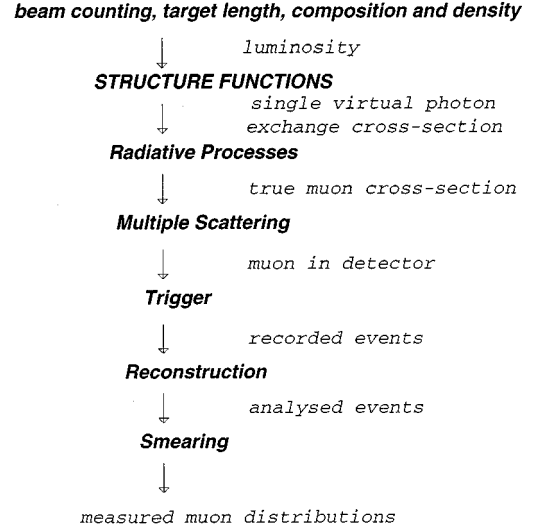 beam counting, target length, composition and density
luminosity
STRUCTURE FUNCTIONS
single virtual photon
exchange cross-section
Radiative Processes
true muon cross-section
Multiple Scattering
muon in detector
Trigger
recorded events
Reconstruction
analysed events
Smearing
measured muon distributions